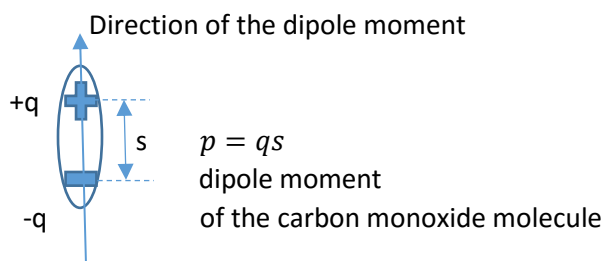 Direction of the dipole moment
+q
s
𝑝 = 𝑞𝑠
dipole moment
-q
of the carbon monoxide molecule